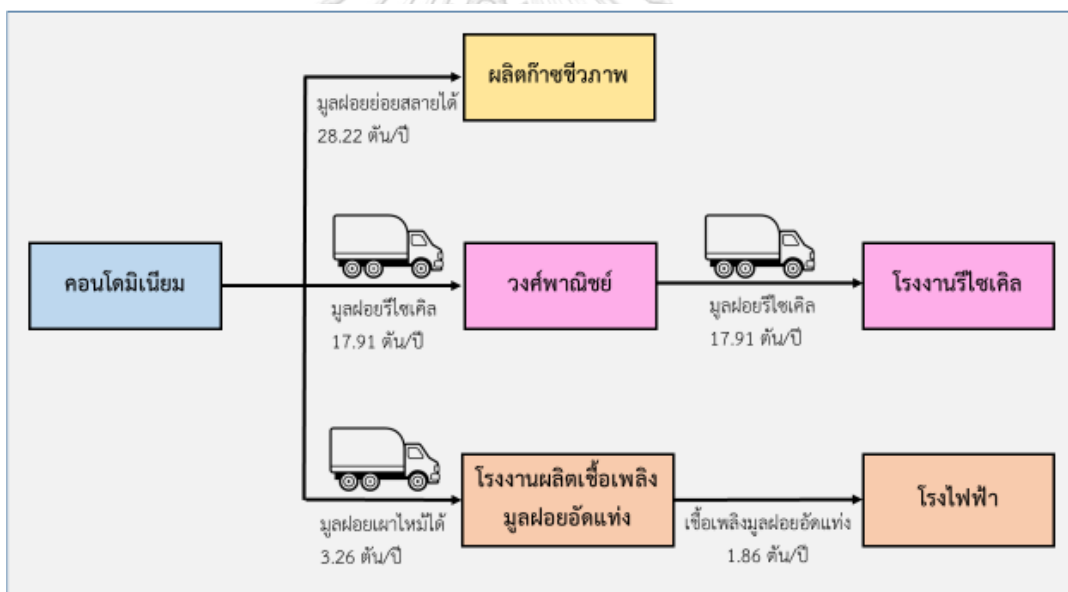 ผลิตก๊าซชีวภาพ
มูลฝอยย่อยสลายได้
28.22 ตัน/ปี
คอนโดมิเนียม
วงศ์พาณิชย์
โรงงานรีไซเคิล
มูลฝอยรีไซเคิล
17.91 ตัน/ปี
มูลฝอยรีไซเคิล
17.91 ตัน/ปี
โรงงานผลิตเชื้อเพลิง
มูลฝอยอัดแท่ง
โรงไฟฟ้า
มูลฝอยเผาไหม้ได้
3.26 ตัน/ปี
เชื้อเพลิงมูลฝอยอัดแท่ง
1.86 ตัน/ปี